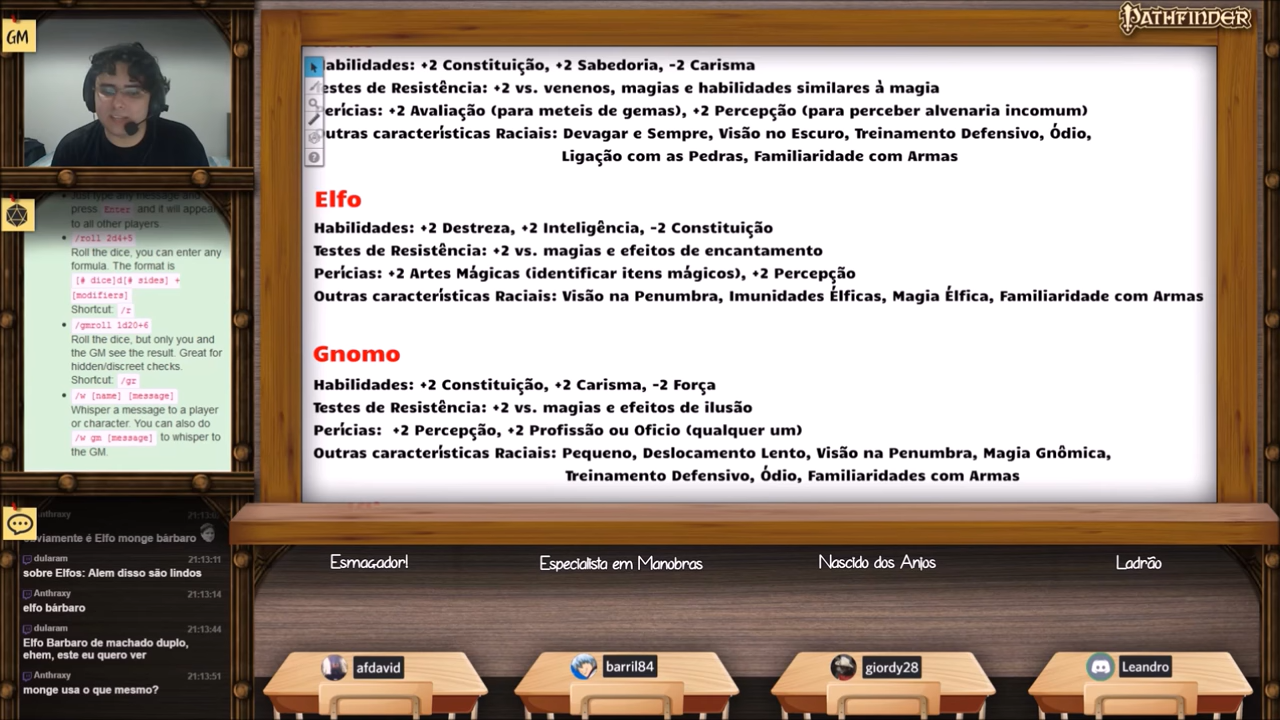 GM
PATHFINDER
Just type any message and
press Enter and it will appear
to all other players.
/roll 2d4+5
Roll the dice, you can enter any
formula. The format is
[# dice]d[# sides] +
[modifiers]
Shortcut: /r
/gmroll 1d20+6
Roll the dice, but only you and
the GM see the result. Great for
hidden/discreet checks.
Shortcut: /gr
/w [name] [message]
Whisper a message to a player
or character. You can also do
/w gm [message] to whisper to
the GM.
abilidades: +2 Constituição, +2 Sabedoria, -2 Carisma
estes de Resistência: +2 vs. venenos, magias e habilidades similares à magia
erícias: +2 Avaliação (para meteis de gemas), +2 Percepção (para perceber alvenaria incomum)
utras características Raciais: Devagar e Sempre, Visão no Escuro, Treinamento Defensivo, Ódio,
Ligação com as Pedras, Familiaridade com Armas
Elfo
Habilidades: +2 Destreza, +2 Inteligência, -2 Constituição
Testes de Resistência: +2 vs. magias e efeitos de encantamento
Perícias: +2 Artes Mágicas (identificar itens mágicos), +2 Percepção
Outras características Raciais: Visão na Penumbra, Imunidades Élficas, Magia Élfica, Familiaridade com Armas
Gnomo
Habilidades: +2 Constituição, +2 Carisma, -2 Força
Testes de Resistência: +2 vs. magias e efeitos de ilusão
Perícias: +2 Percepção, +2 Profissão ou Oficio (qualquer um)
Outras características Raciais: Pequeno, Deslocamento Lento, Visão na Penumbra, Magia Gnômica,
Treinamento Defensivo, Ódio, Familiaridades com Armas
nthraxy
viamente é Elfo monge bárbaro
dularam 21:13:11
sobre Elfos: Alem disso são lindos
Anthraxy 21:13:14
elfo bárbaro
dularam 21:13:44
Elfo Barbaro de machado duplo,
ehem, este eu quero ver
Anthraxy 21:13:51
monge usa o que mesmo?
Esmagador!
Especialista em Manobras
Nascido dos Anjos
Ladrão
afdavid
barril84
giordy28
Leandro